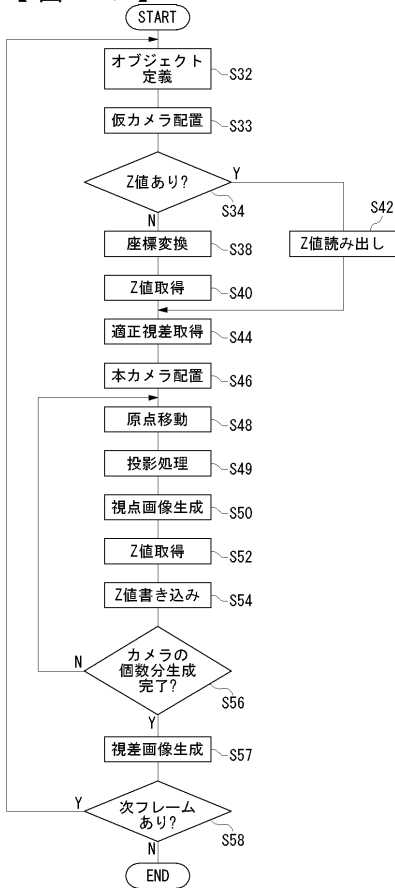 START
オブジェクト
定義
S32
仮カメラ配置
S33
Z値あり?
Y
S34
N
S42
Z値読み出し
座標変換
S38
Z値取得
S40
適正視差取得
S44
本カメラ配置
S46
原点移動
S48
投影処理
S49
視点画像生成
S50
Z値取得
S52
Z値書き込み
S54
カメラの
個数分生成
完了?
N
S56
Y
視差画像生成
S57
次フレーム
あり?
Y
S58
N
END